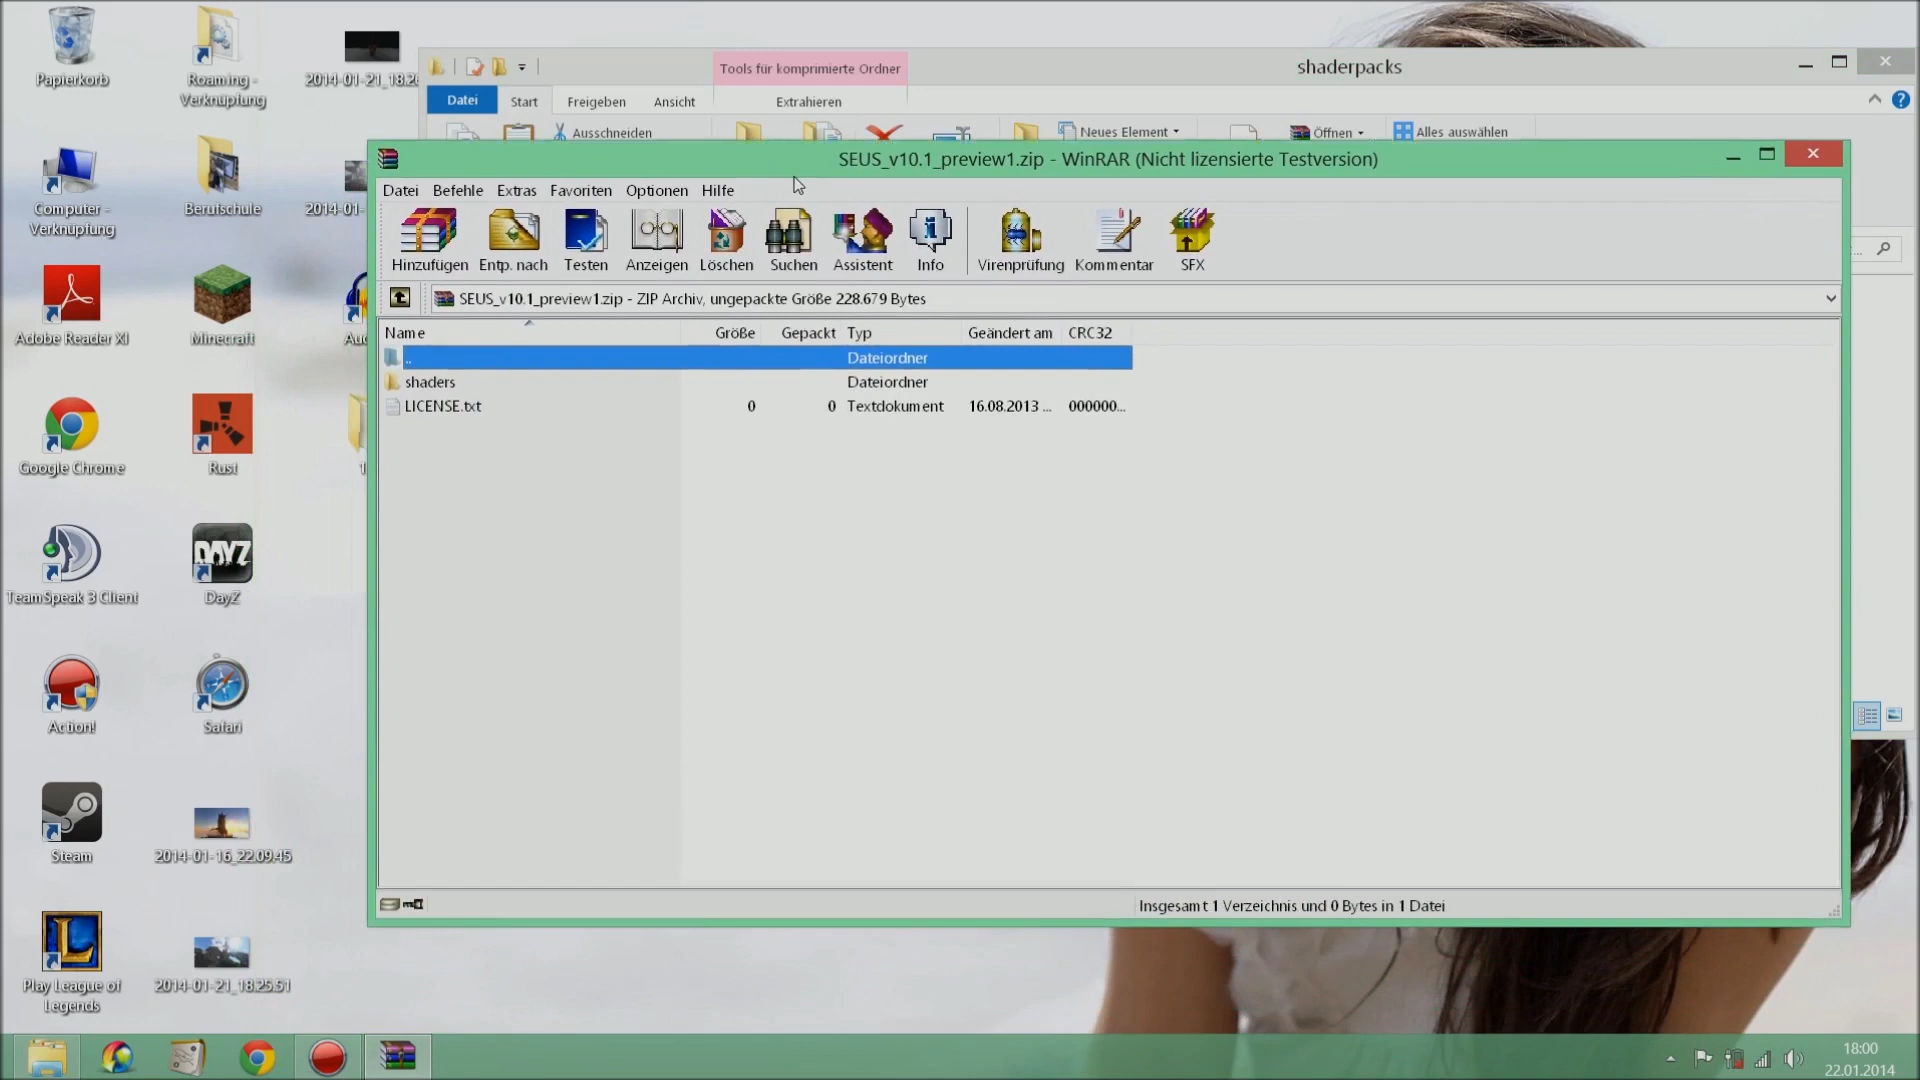 Papierkorb
Roaming -
Verknüpfung
2014-01-21_18.26
Tools für komprimierte Ordner
shaderpacks
Datei
Start
Freigeben
Ansicht
Extrahieren
Ausschneiden
Neues Element
Öffnen
Alles auswählen
SEUS_v10.1_preview1.zip - WinRAR (Nicht lizensierte Testversion)
Datei Befehle Extras Favoriten Optionen Hilfe
Hinzufügen
Entp. nach
Testen
Anzeigen
Löschen
Suchen
Assistent
Info
Virenprüfung
Kommentar
SFX
SEUS_v10.1_preview1.zip - ZIP Archiv, ungepackte Größe 228.679 Bytes
Name Größe Gepackt Typ Geändert am CRC32
.. Dateiordner
shaders Dateiordner
LICENSE.txt 0 0 Textdokument 16.08.2013 ... 000000...
Insgesamt 1 Verzeichnis und 0 Bytes in 1 Datei
Computer -
Verknüpfung
Berufschule
2014-01-
Adobe Reader XI
Minecraft
Google Chrome
Rust
TeamSpeak 3 Client
DAYZ
DayZ
Action!
Safari
Steam
2014-01-16_22.09.45
Play League of
Legends
2014-01-21_18.25.51
18:00
22.01.2014